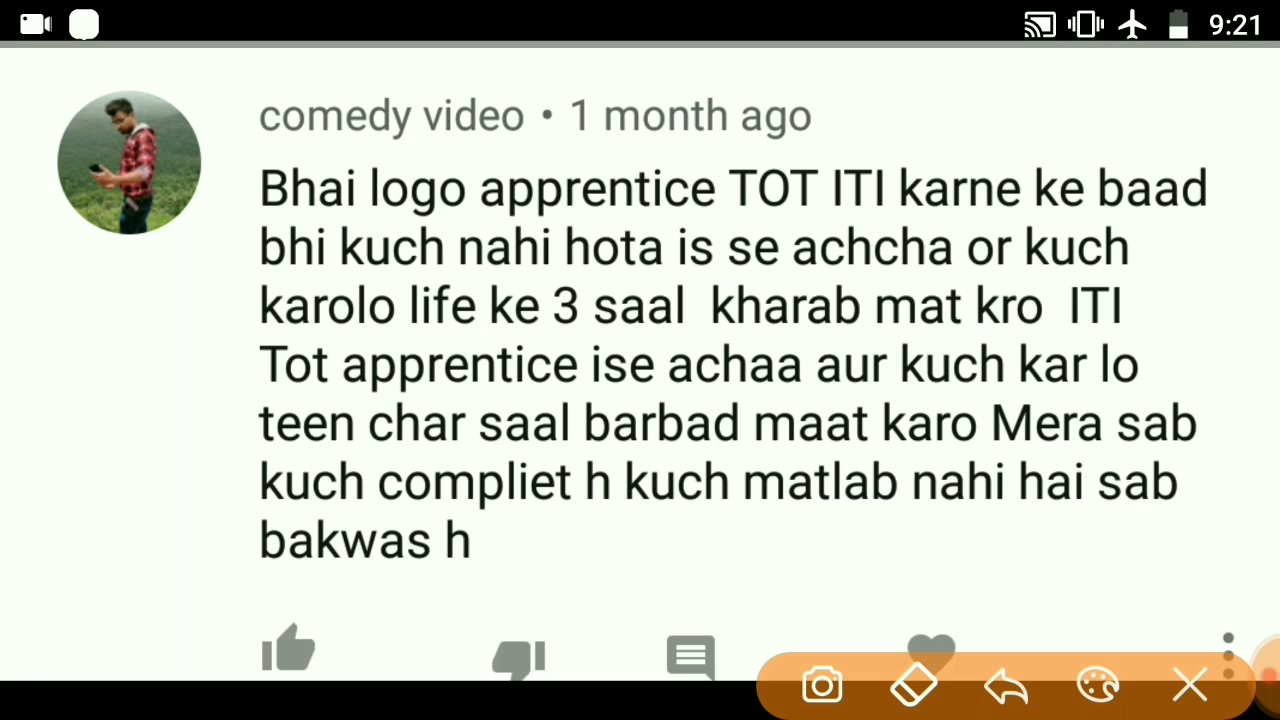 9:21
comedy video • 1 month ago
Bhai logo apprentice TOT ITI karne ke baad
bhi kuch nahi hota is se achcha or kuch
karolo life ke 3 saal kharab mat kro ITI
Tot apprentice ise achaa aur kuch kar lo
teen char saal barbad maat karo Mera sab
kuch compliet h kuch matlab nahi hai sab
bakwas h